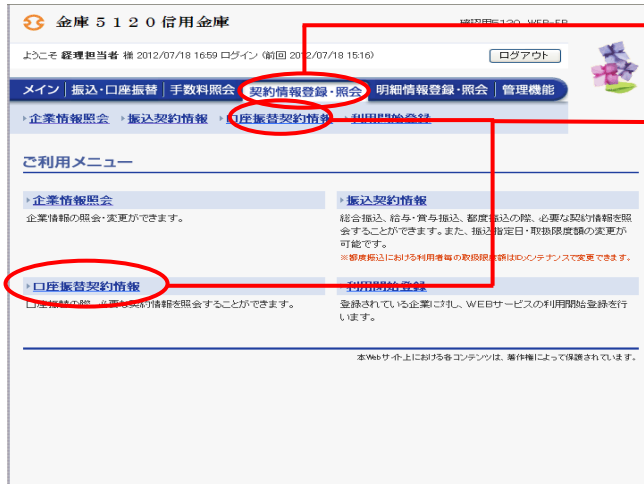 金庫５１２０信用金庫
確認用5120 WEB-FB
ようこそ 経理担当者 様 2012/07/18 16:59 ログイン (前回 2012/07/18 15:16)
ログアウト
メイン 振込・口座振替 手数料照会 契約情報登録・照会 明細情報登録・照会 管理機能
企業情報照会 振込契約情報 口座振替契約情報 利用開始登録
ご利用メニュー
企業情報照会
企業情報の照会・変更ができます。
振込契約情報
総合振込、給与・賞与振込、都度振込の際、必要な契約情報を照
会することができます。また、振込指定日・取扱限度額の変更が
可能です。
※都度振込における利用者毎の取扱限度額はIDメンテナンスで変更できます。
口座振替契約情報
口座振替の際、必要な契約情報を照会することができます。
利用開始登録
登録されている企業に対し、ＷＥＢサービスの利用開始登録を行
います。
本Webサイト上における各コンテンツは、著作権によって保護されています。